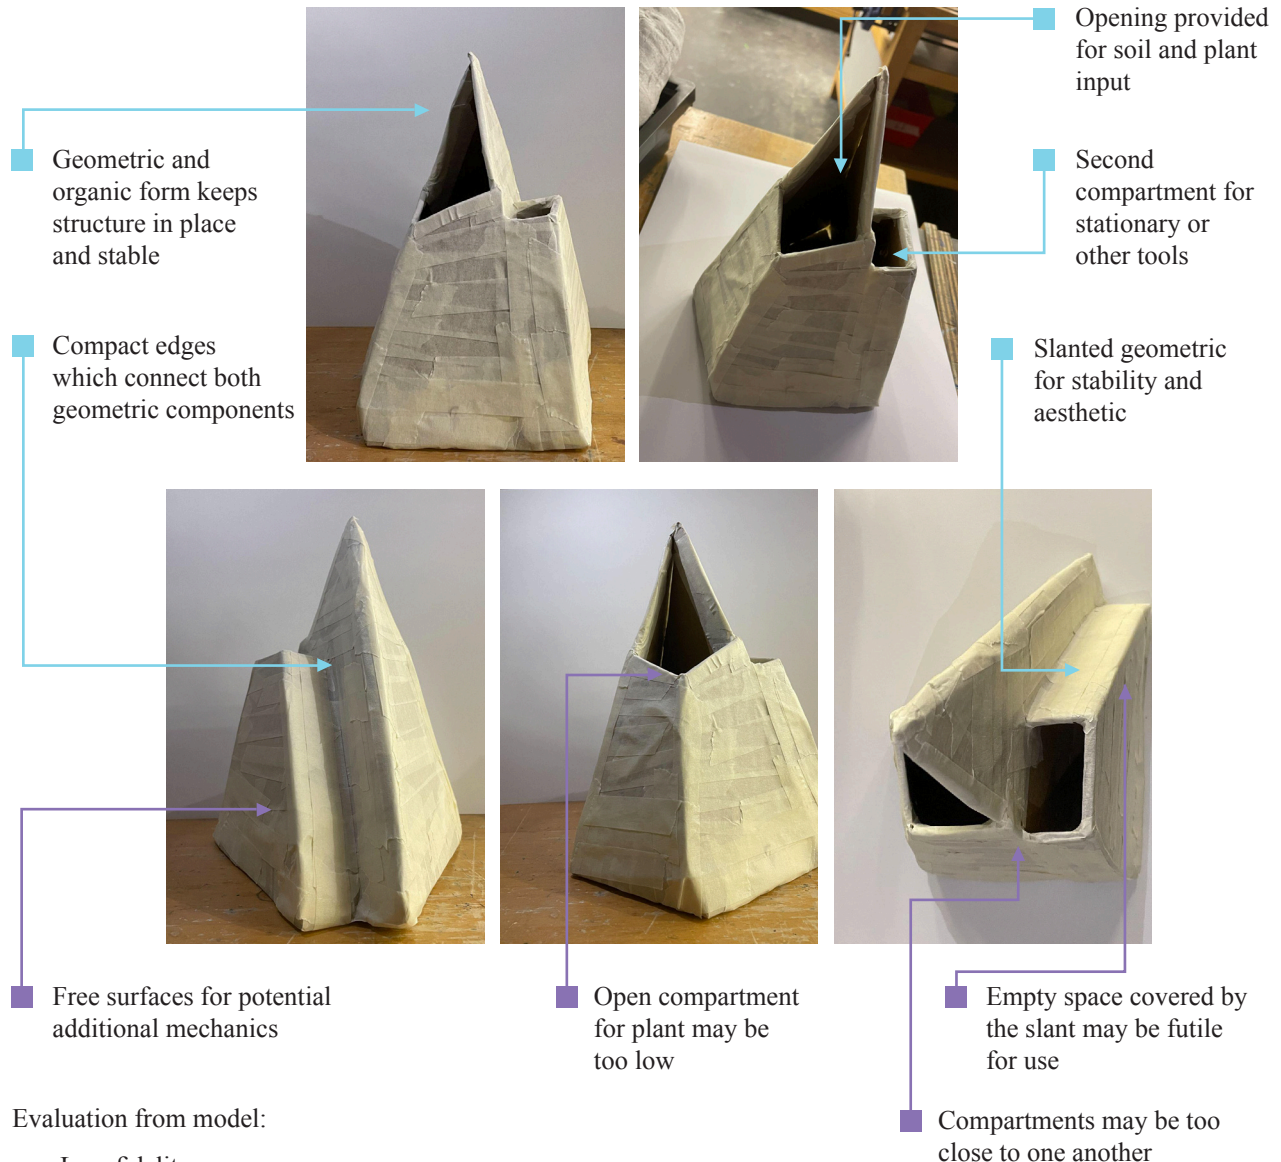 Opening provided
for soil and plant
input
Geometric and
organic form keeps
structure in place
and stable
Second
compartment for
stationary or
other tools
Compact edges
which connect both
geometric components
Slanted geometric
for stability and
aesthetic
Free surfaces for potential
additional mechanics
Open compartment
for plant may be
too low
Empty space covered by
the slant may be futile
for use
Compartments may be too
close to one another
Evaluation from model: